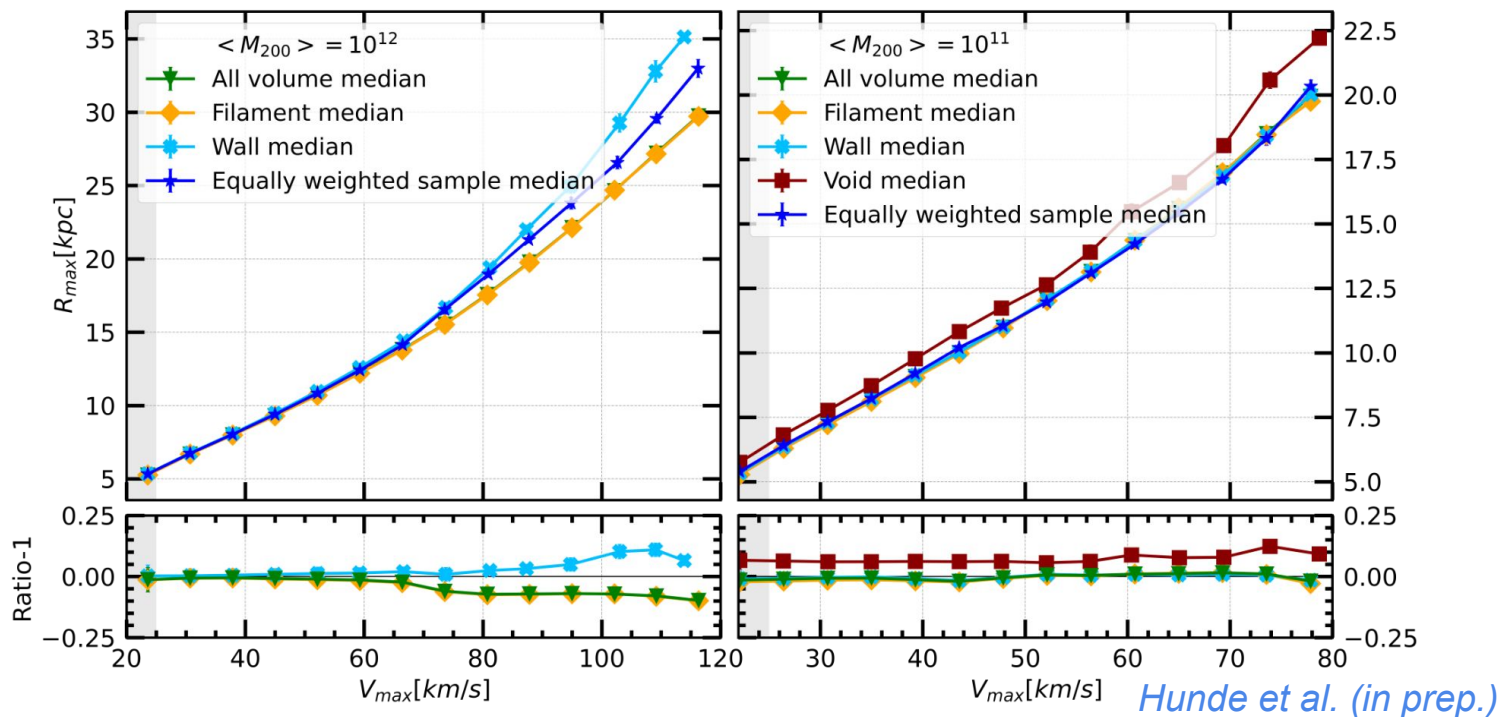 <M200> = 10^12
All volume median
Filament median
Wall median
Equally weighted sample median
Rmax[kpc]
35
30
25
20
15
10
5
<M200> = 10^11
All volume median
Filament median
Wall median
Void median
Equally weighted sample median
22.5
20.0
17.5
15.0
12.5
10.0
7.5
5.0
Ratio-1
0.25
0.00
−0.25
20 40 60 80 100 120
Vmax[km/s]
0.25
0.00
−0.25
30 40 50 60 70 80
Vmax[km/s]
Hunde et al. (in prep.)